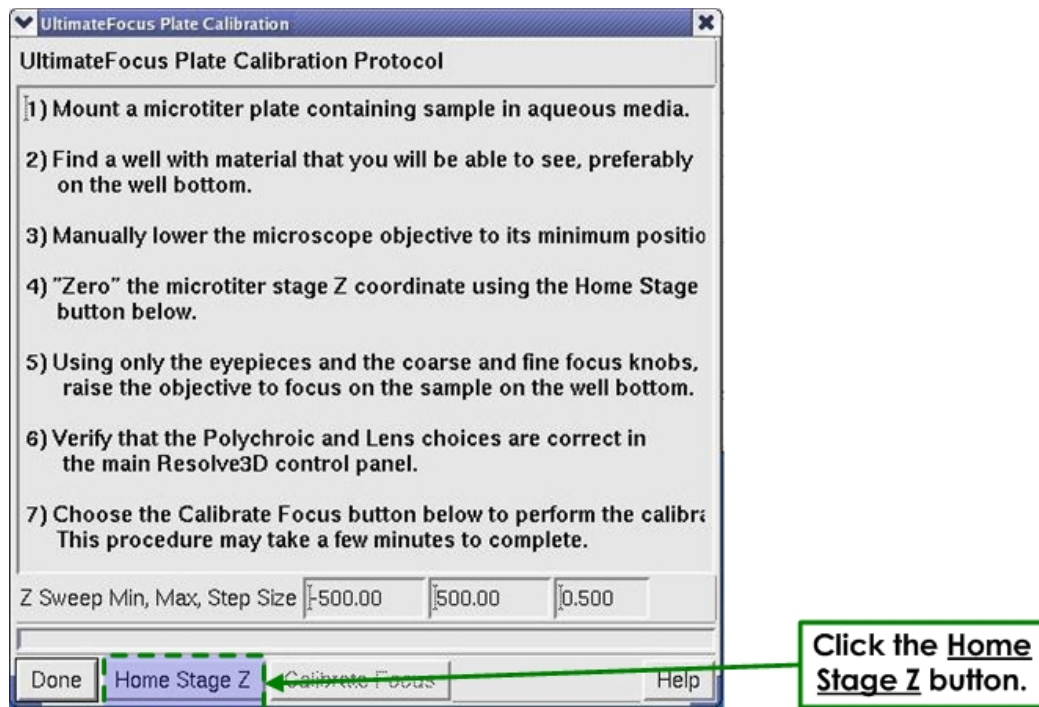 UltimateFocus Plate Calibration
UltimateFocus Plate Calibration Protocol
1) Mount a microtiter plate containing sample in aqueous media.
2) Find a well with material that you will be able to see, preferably
on the well bottom.
3) Manually lower the microscope objective to its minimum positio
4) "Zero" the microtiter stage Z coordinate using the Home Stage
button below.
5) Using only the eyepieces and the coarse and fine focus knobs,
raise the objective to focus on the sample on the well bottom.
6) Verify that the Polychroic and Lens choices are correct in
the main Resolve3D control panel.
7) Choose the Calibrate Focus button below to perform the calibra
This procedure may take a few minutes to complete.
Z Sweep Min, Max, Step Size -500.00 500.00 0.500
Done Home Stage Z Calibrate Focus Help
Click the Home
Stage Z button.